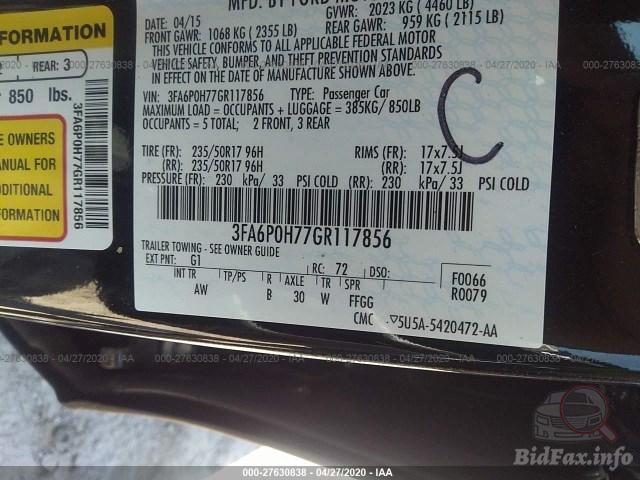 MFD. BY FORD MO
DATE: 04/15
GVWR: 2023 KG ( 4460 LB)
FRONT GAWR: 1068 KG ( 2355 LB)
REAR GAWR: 959 KG ( 2115 LB)
THIS VEHICLE CONFORMS TO ALL APPLICABLE FEDERAL MOTOR
VEHICLE SAFETY, BUMPER, AND THEFT PREVENTION STANDARDS
IN EFFECT ON THE DATE OF MANUFACTURE SHOWN ABOVE.
VIN: 3FA6P0H77GR117856 TYPE: Passenger Car
MAXIMUM LOAD = OCCUPANTS + LUGGAGE = 385KG/ 850LB
OCCUPANTS = 5 TOTAL; 2 FRONT, 3 REAR
C
TIRE (FR): 235/50R17 96H RIMS (FR): 17x7.5J
(RR): 235/50R17 96H (RR): 17x7.5J
PRESSURE (FR): 230 kPa/ 33 PSI COLD (RR): 230 kPa/ 33 PSI COLD
3FA6P0H77GR117856
TRAILER TOWING - SEE OWNER GUIDE
EXT PNT: G1 RC: 72 DSO:
INT TR TP/PS R AXLE TR SPR
AW B 30 W FFGG
F0066
R0079
CMC ▽5U5A-5420472-AA
FORMATION
REAR: 3
850 lbs.
3FA6P0H77GR117856
E OWNERS
ANUAL FOR
DDITIONAL
FORMATION
000-27630838 - 04/27/2020 - IAA
BidFax.info